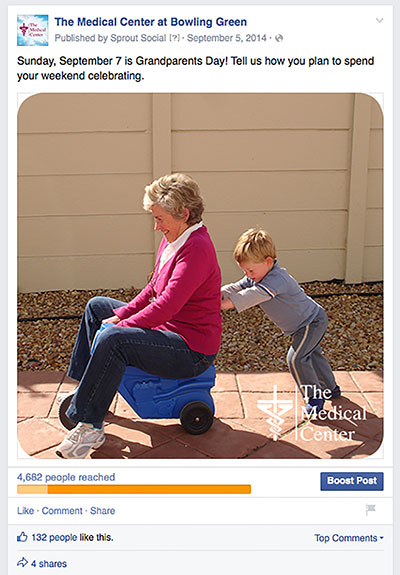 The Medical Center
The Medical Center at Bowling Green
Published by Sprout Social [?] · September 5, 2014 ·
Sunday, September 7 is Grandparents Day! Tell us how you plan to spend
your weekend celebrating.
The
Medical
Center
4,682 people reached
Boost Post
Like · Comment · Share
132 people like this.
Top Comments
4 shares